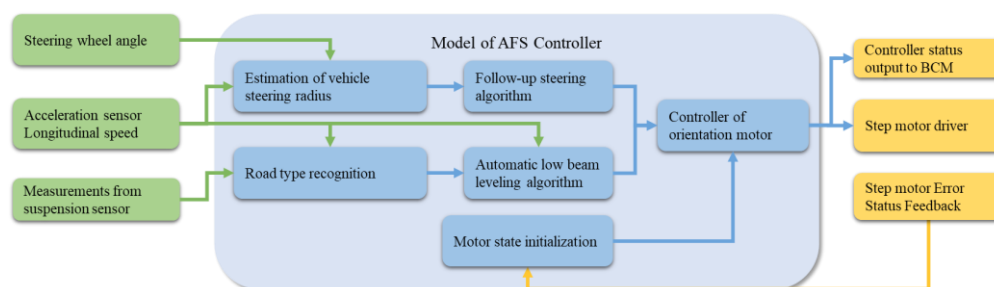 Steering wheel angle
Acceleration sensor
Longitudinal speed
Measurements from
suspension sensor
Model of AFS Controller
Estimation of vehicle
steering radius
Follow-up steering
algorithm
Road type recognition
Automatic low beam
leveling algorithm
Motor state initialization
Controller of
orientation motor
Controller status
output to BCM
Step motor driver
Step motor Error
Status Feedback